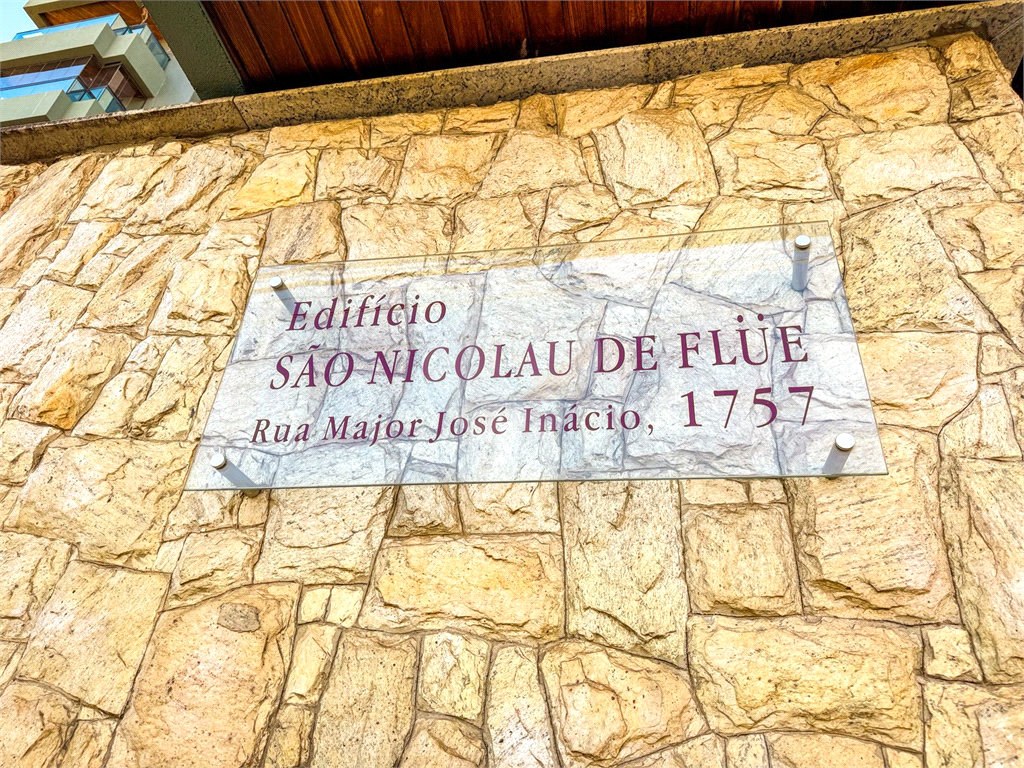 Edifício
SÃO NICOLAU DE FLÜE
Rua Major José Inácio, 1757